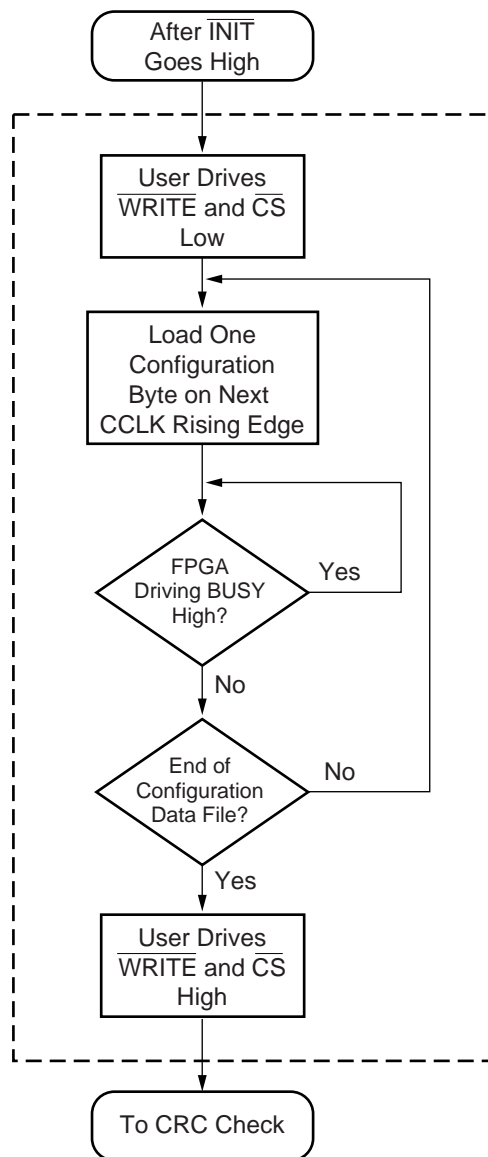 After INIT
Goes High
User Drives
WRITE and CS
Low
Load One
Configuration
Byte on Next
CCLK Rising Edge
FPGA
Driving BUSY
High?
Yes
No
End of
Configuration
Data File?
No
Yes
User Drives
WRITE and CS
High
To CRC Check